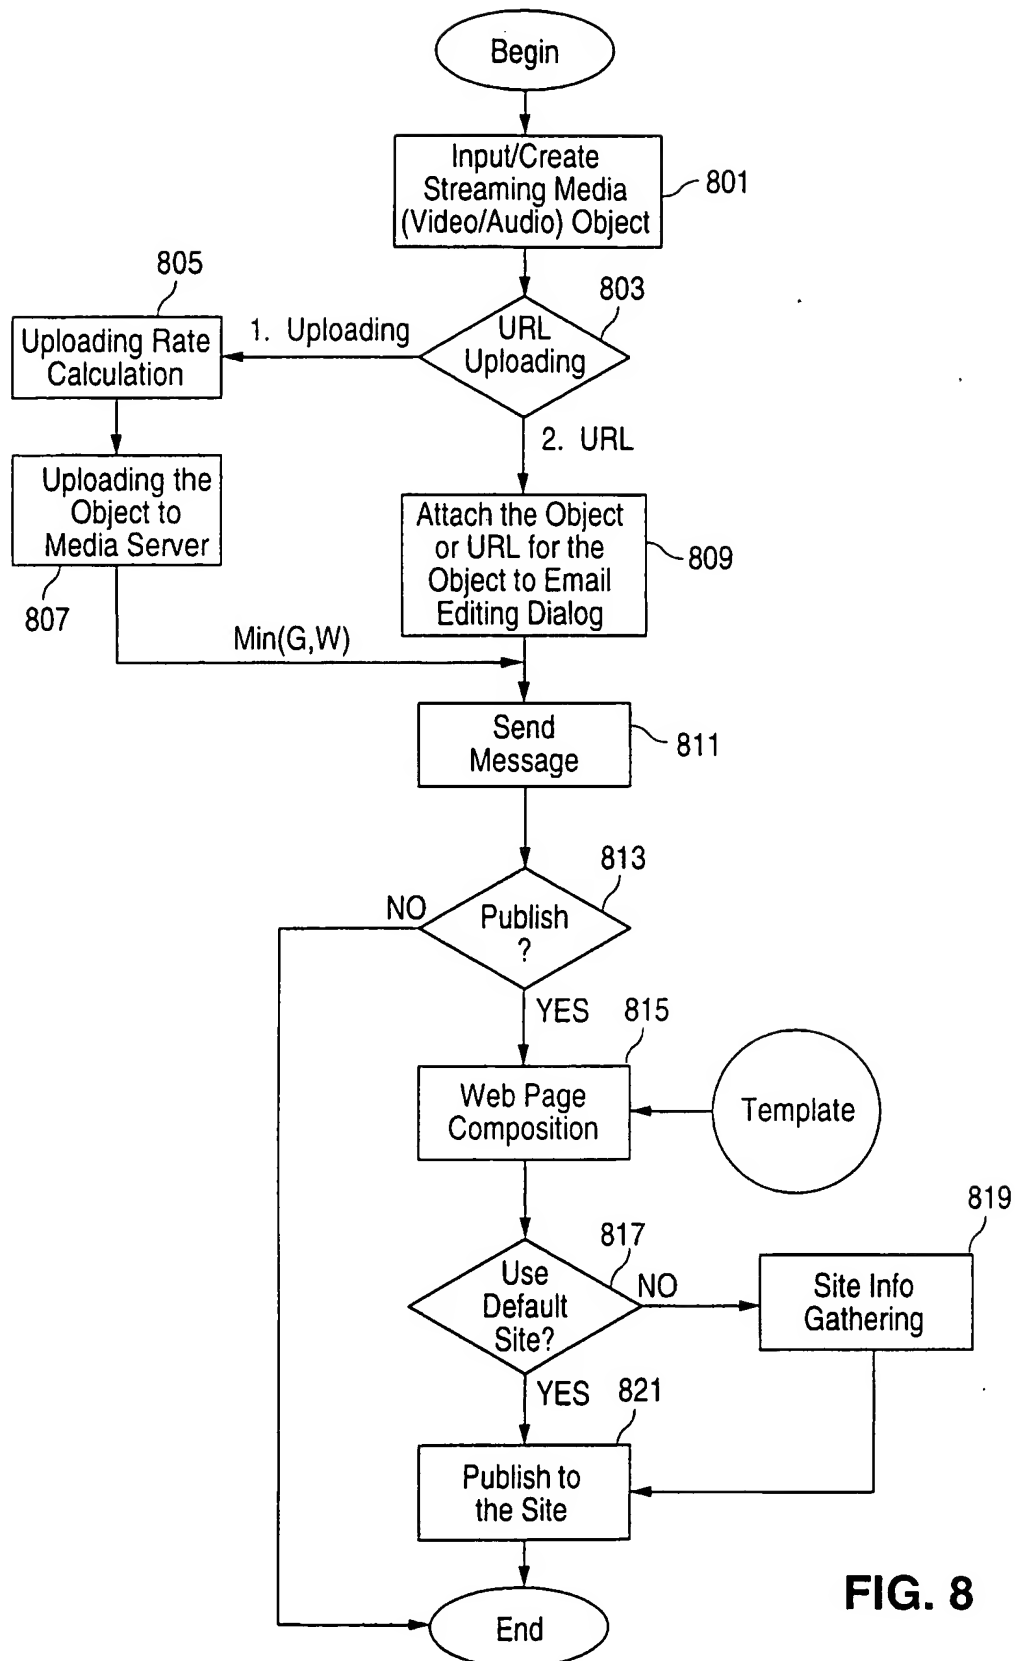 Begin
Input/Create
Streaming Media
(Video/Audio) Object
801
805
803
URL
Uploading
1. Uploading
Uploading Rate
Calculation
2. URL
Uploading the
Object to
Media Server
807
Attach the Object
or URL for the
Object to Email
Editing Dialog
809
Min(G,W)
Send
Message
811
813
Publish
?
NO
YES
815
Web Page
Composition
Template
817
Use
Default
Site?
NO
819
Site Info
Gathering
YES
821
Publish to
the Site
End
FIG. 8